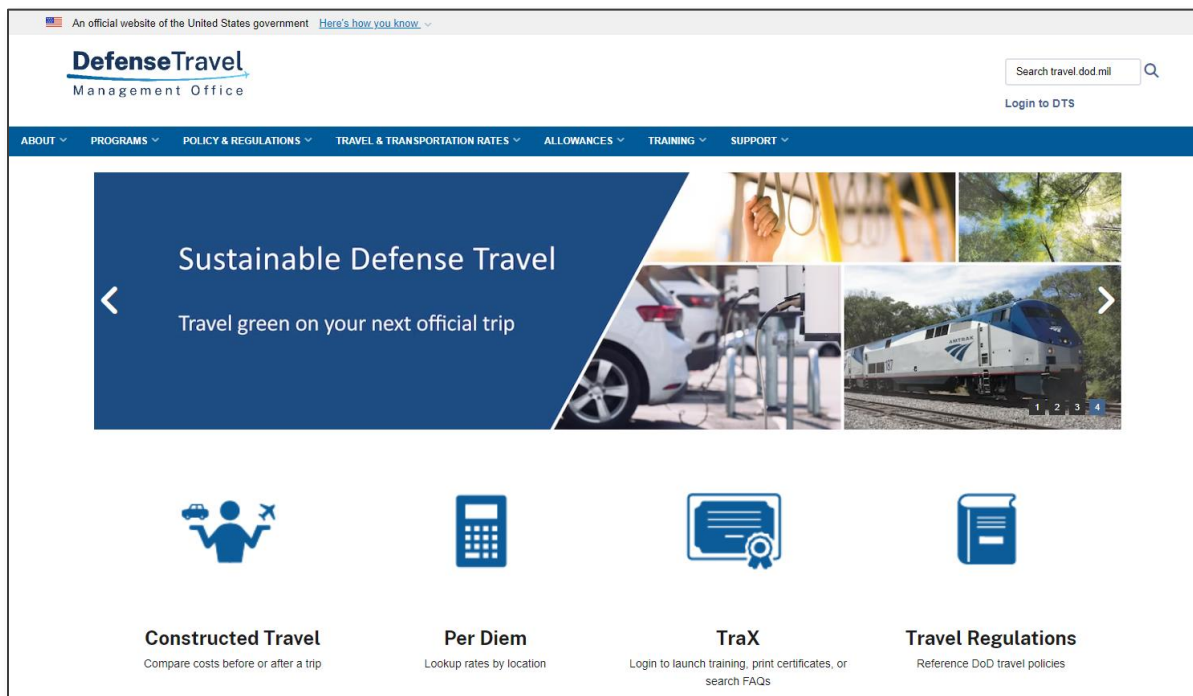 An official website of the United States government Here's how you know
DefenseTravel
Management Office
Search travel.dod.mil
Login to DTS
ABOUT PROGRAMS POLICY & REGULATIONS TRAVEL & TRANSPORTATION RATES ALLOWANCES TRAINING SUPPORT
Sustainable Defense Travel
Travel green on your next official trip
AMTRAK
187
1 2 3 4
Constructed Travel
Compare costs before or after a trip
Per Diem
Lookup rates by location
TraX
Login to launch training, print certificates, or
search FAQs
Travel Regulations
Reference DoD travel policies